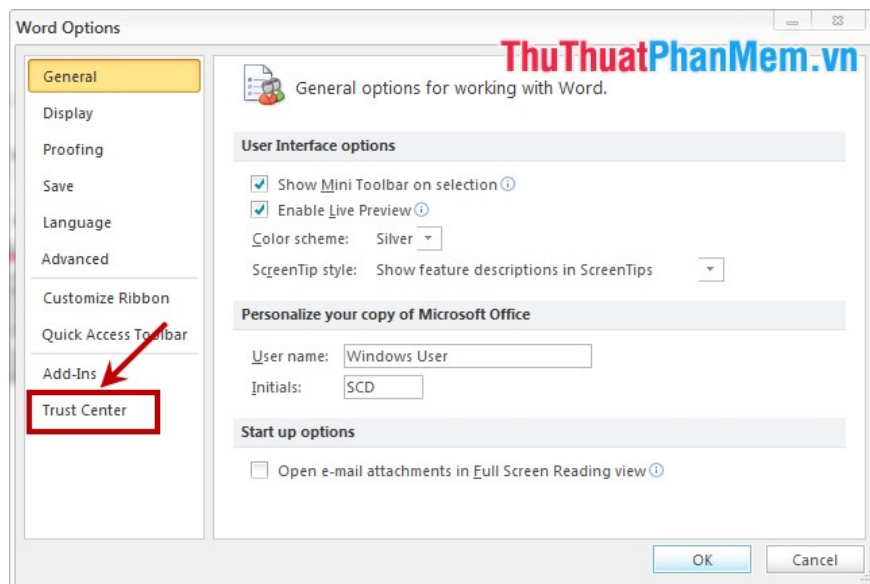 Word Options
ThuThuatPhanMem.vn
General
Display
Proofing
Save
Language
Advanced
Customize Ribbon
Quick Access Toolbar
Add-Ins
Trust Center
General options for working with Word.
User Interface options
Show Mini Toolbar on selection
Enable Live Preview
Color scheme: Silver
ScreenTip style: Show feature descriptions in ScreenTips
Personalize your copy of Microsoft Office
User name: Windows User
Initials: SCD
Start up options
Open e-mail attachments in Full Screen Reading view
OK Cancel